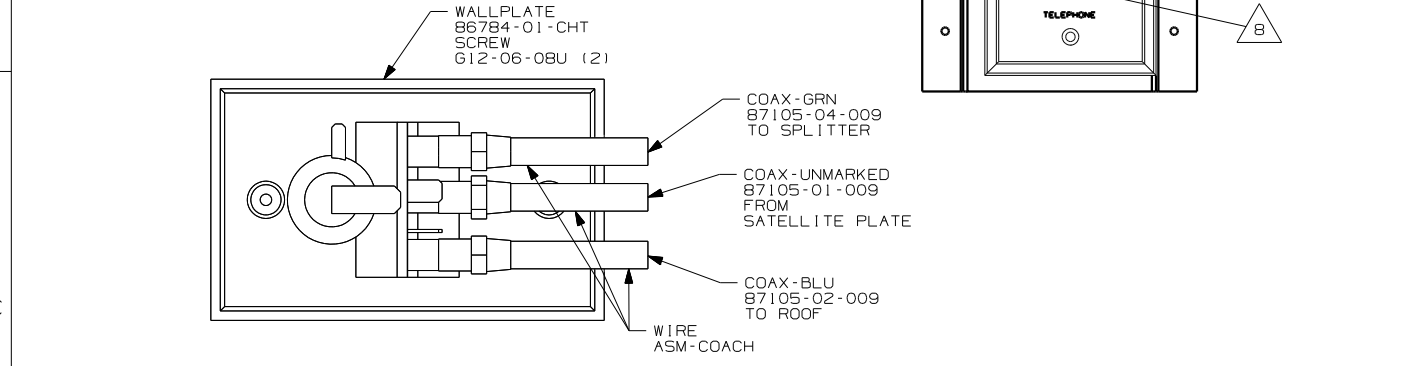 WALLPLATE
86784-01-CHT
SCREW
G12-06-08U (2)
TELEPHONE
8
COAX-GRN
87105-04-009
TO SPLITTER
COAX-UNMARKED
87105-01-009
FROM
SATELLITE PLATE
COAX-BLU
87105-02-009
TO ROOF
WIRE
ASM-COACH